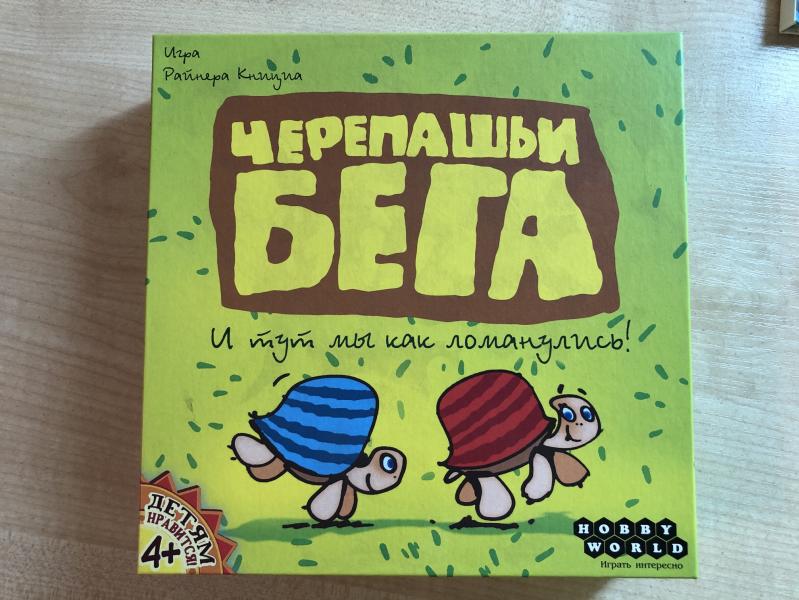 Игра
Райнера Книциа
ЧЕРЕПАШЬИ
БЕГА
И тут мы как ломанулись!
ДЕТЯМ
НРАВИТСЯ!
4+
HOBBY
WORLD
Играть интересно